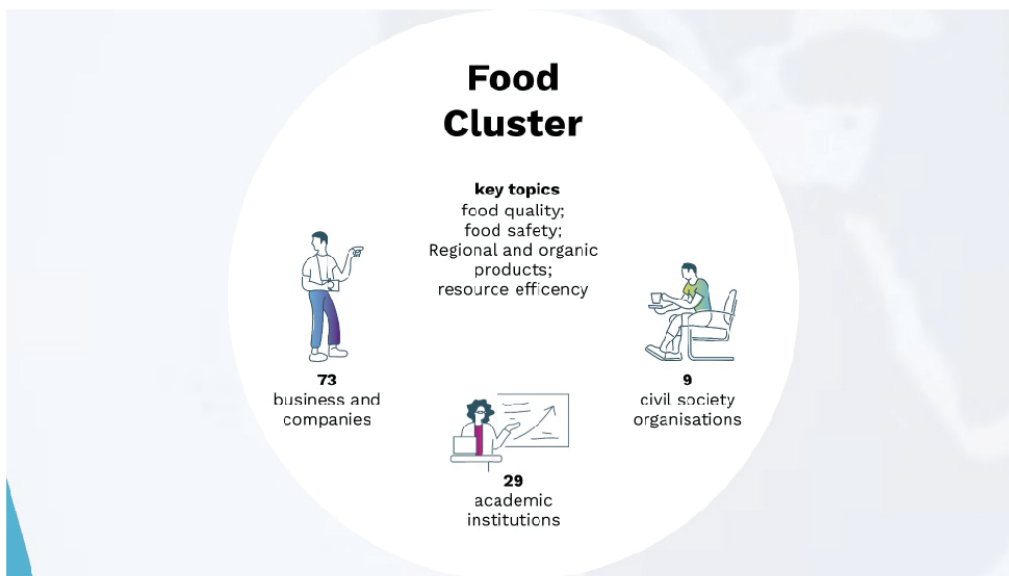 Food
Cluster
key topics
food quality;
food safety;
Regional and organic
products;
resource efficency
73
business and
companies
9
civil society
organisations
29
academic
institutions